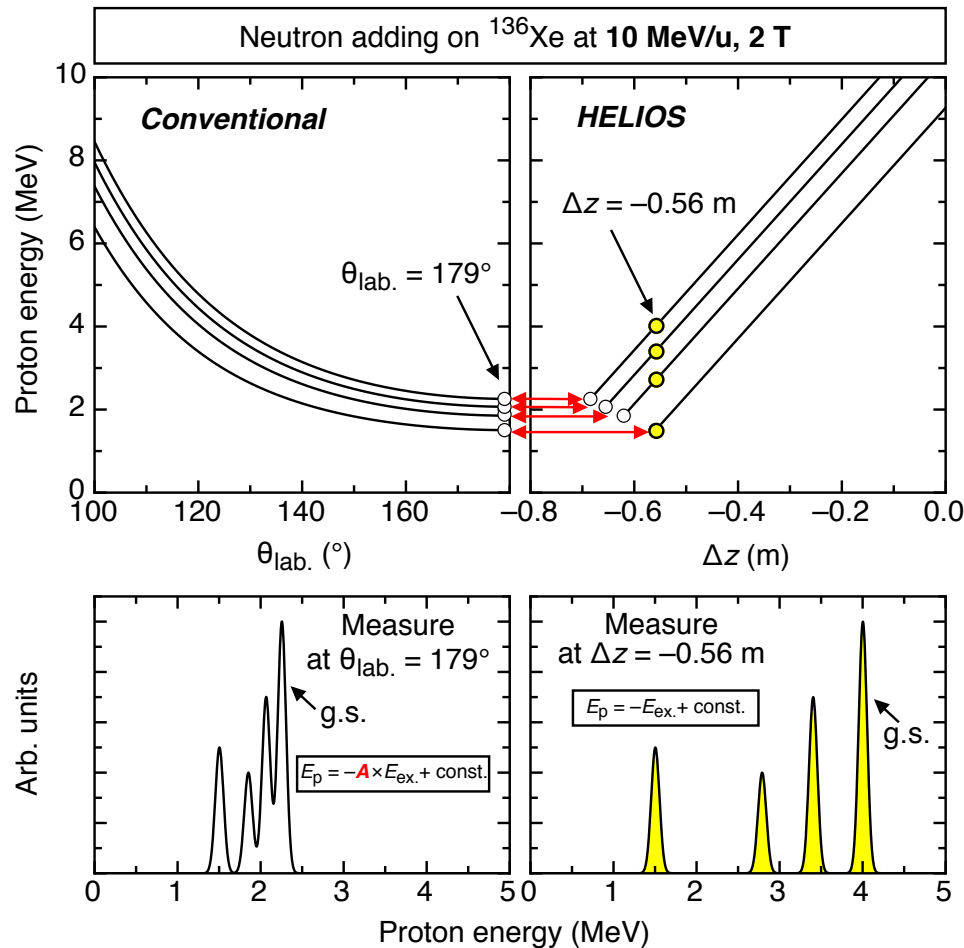 Neutron adding on ¹³⁶Xe at 10 MeV/u, 2 T
Conventional
HELIOS
10
8
6
4
2
0
Proton energy (MeV)
θlab. = 179°
Δz = –0.56 m
100
120
140
160
–0.8
–0.6
–0.4
–0.2
0.0
θlab. (°)
Δz (m)
Measure
at θlab. = 179°
g.s.
Ep = –A×Eex.+ const.
Measure
at Δz = –0.56 m
Ep = –Eex.+ const.
g.s.
Arb. units
0
1
2
3
4
5
0
1
2
3
4
5
Proton energy (MeV)